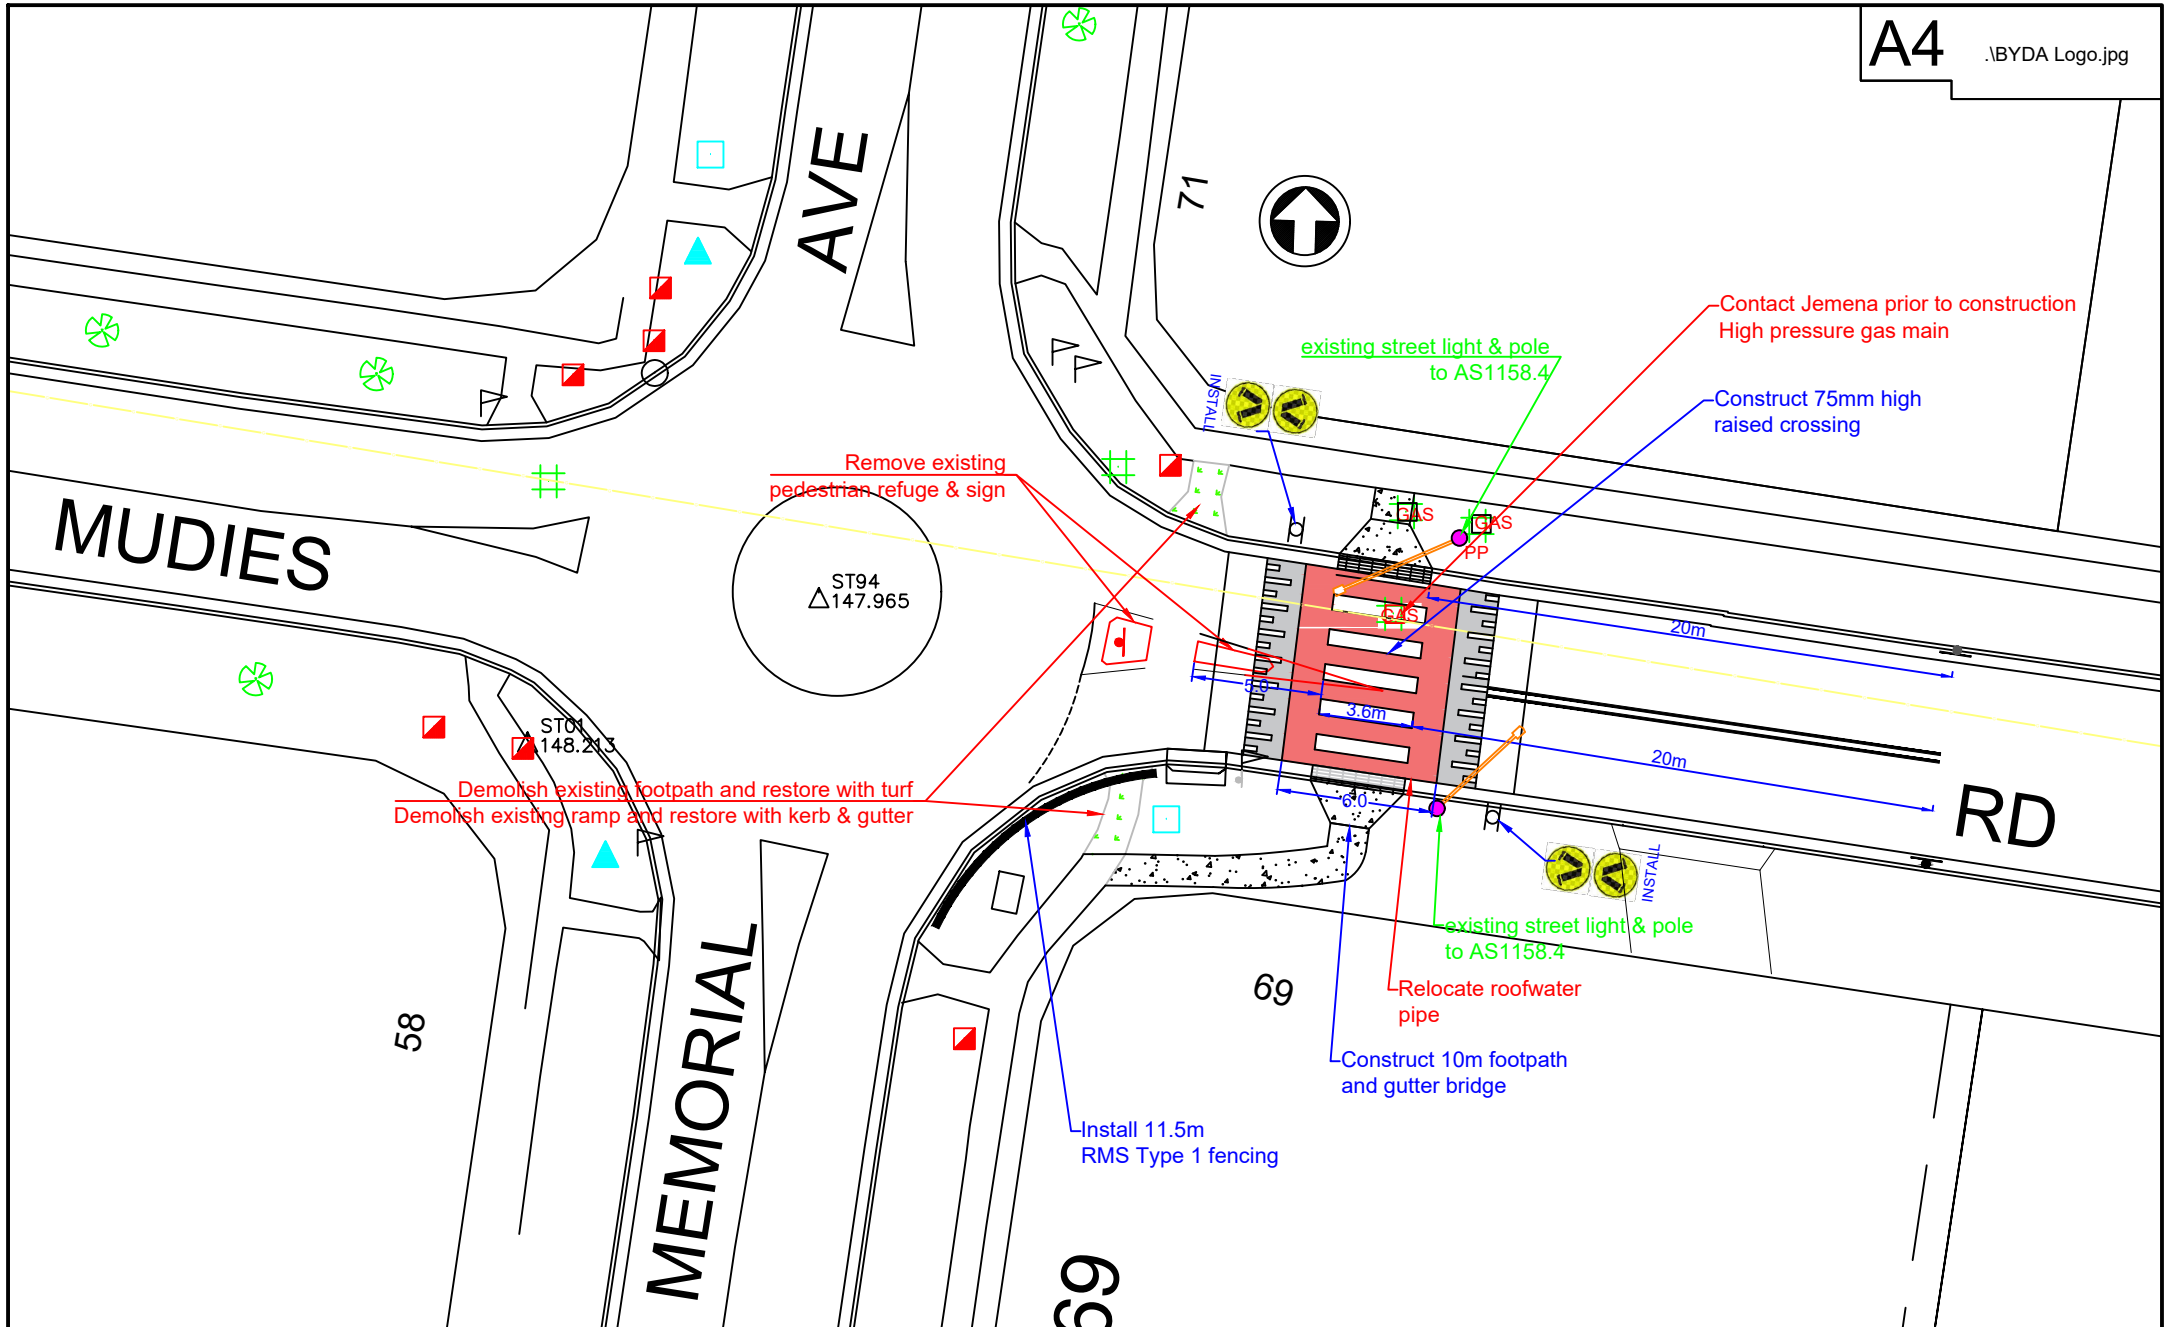 A4
.\BYDA Logo.jpg
AVE
71
Contact Jemena prior to construction
High pressure gas main
existing street light & pole
to AS1158.4
INSTALL
Construct 75mm high
raised crossing
Remove existing
pedestrian refuge & sign
MUDIES
GAS
GAS
PP
ST94
147.965
GAS
20m
5.0
3.6m
ST01
148.213
20m
Demolish existing footpath and restore with turf
Demolish existing ramp and restore with kerb & gutter
6.0
RD
INSTALL
existing street light & pole
to AS1158.4
69
Relocate roofwater
pipe
58
MEMORIAL
Construct 10m footpath
and gutter bridge
Install 11.5m
RMS Type 1 fencing
69